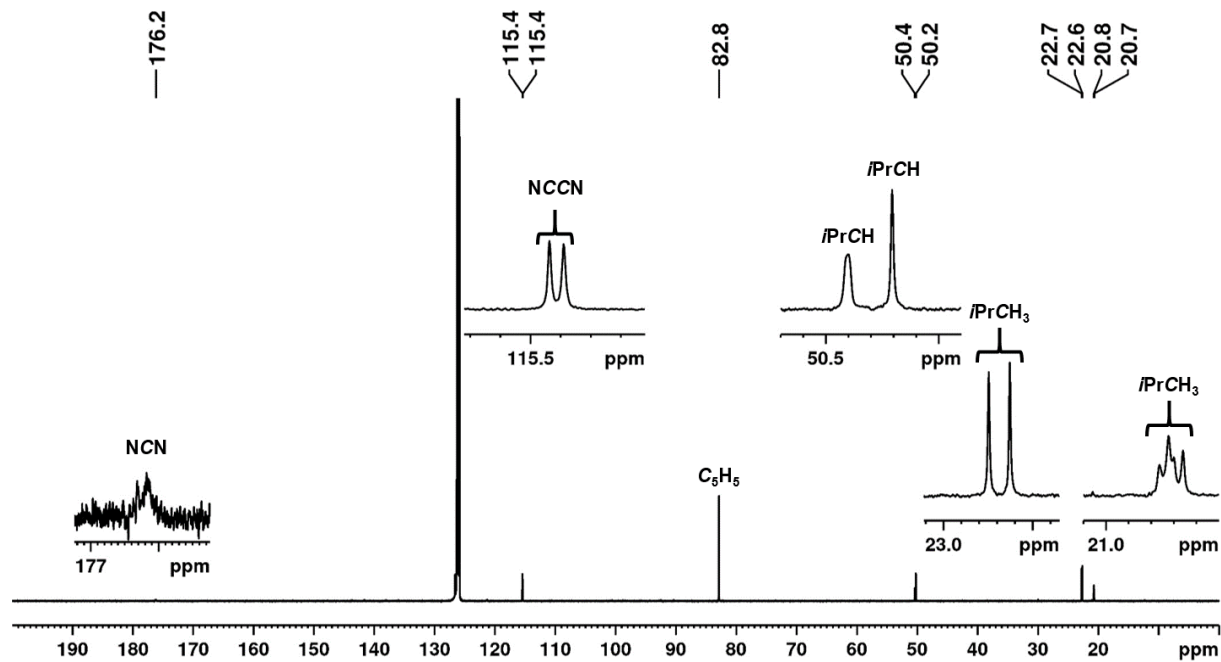 176.2
115.4
115.4
82.8
50.4
50.2
22.7
22.6
20.8
20.7
NCCN
115.5 ppm
iPrCH
iPrCH
50.5 ppm
iPrCH₃
23.0 ppm
iPrCH₃
21.0 ppm
NCN
177 ppm
C₅H₅
190 180 170 160 150 140 130 120 110 100 90 80 70 60 50 40 30 20 ppm